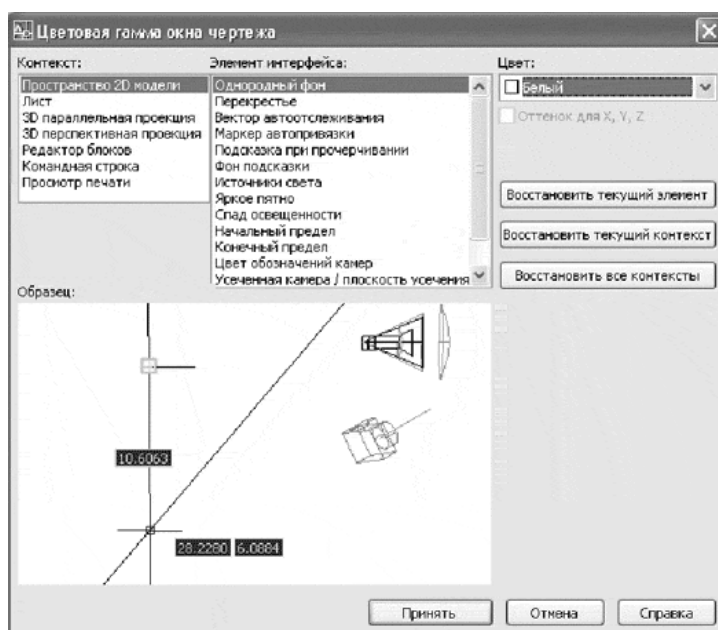 Цветовая гамма окна чертежа
Контекст:
Пространство 2D модели
Лист
3D параллельная проекция
3D перспективная проекция
Редактор блоков
Командная строка
Просмотр печати
Элемент интерфейса:
Однородный фон
Перекрестье
Вектор автоотслеживания
Маркер автопривязки
Подсказка при прочерчивании
Фон подсказки
Источники света
Яркое пятно
Спад освещенности
Начальный предел
Конечный предел
Цвет обозначений камер
Усеченная камера / плоскость усечения
Цвет:
Белый
Оттенок для X, Y, Z
Восстановить текущий элемент
Восстановить текущий контекст
Восстановить все контексты
Образец:
10.6063
28.2280 6.0884
Принять
Отмена
Справка